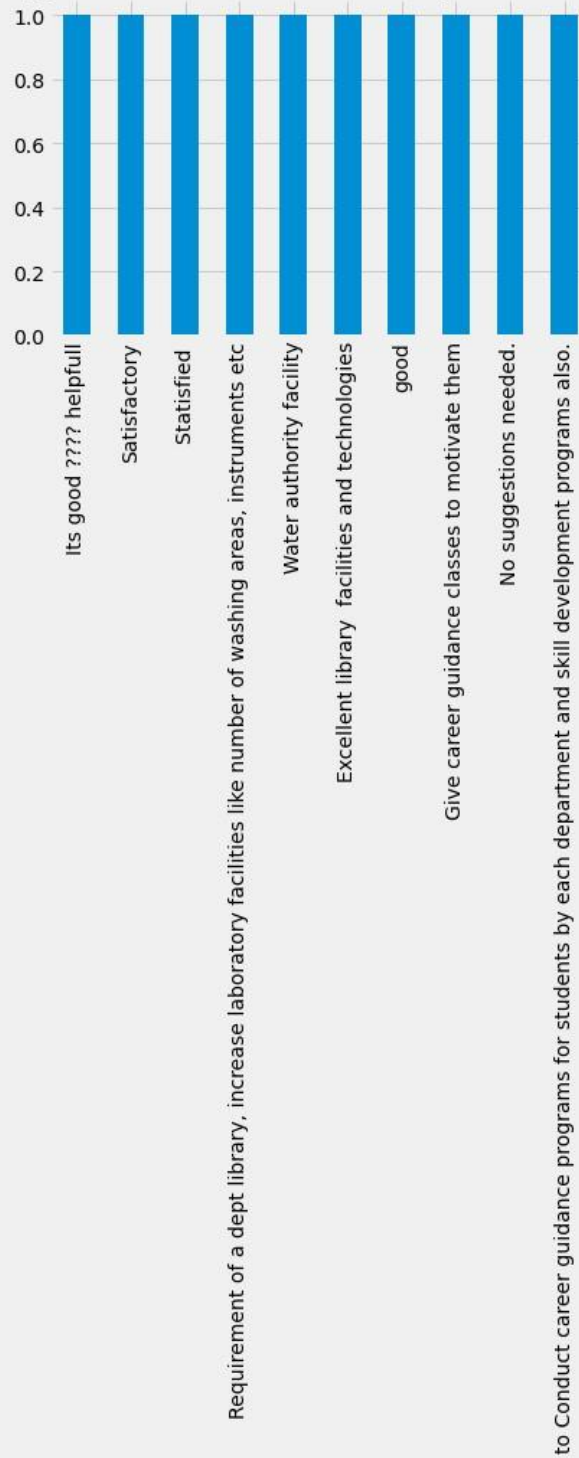 1.0
0.8
0.6
0.4
0.2
0.0
Its good ???? helpfull
Satisfactory
Statisfied
Requirement of a dept library, increase laboratory facilities like number of washing areas, instruments etc
Water authority facility
Excellent library  facilities and technologies
good
Give career guidance classes to motivate them
No suggestions needed.
to Conduct career guidance programs for students by each department and skill development programs also.